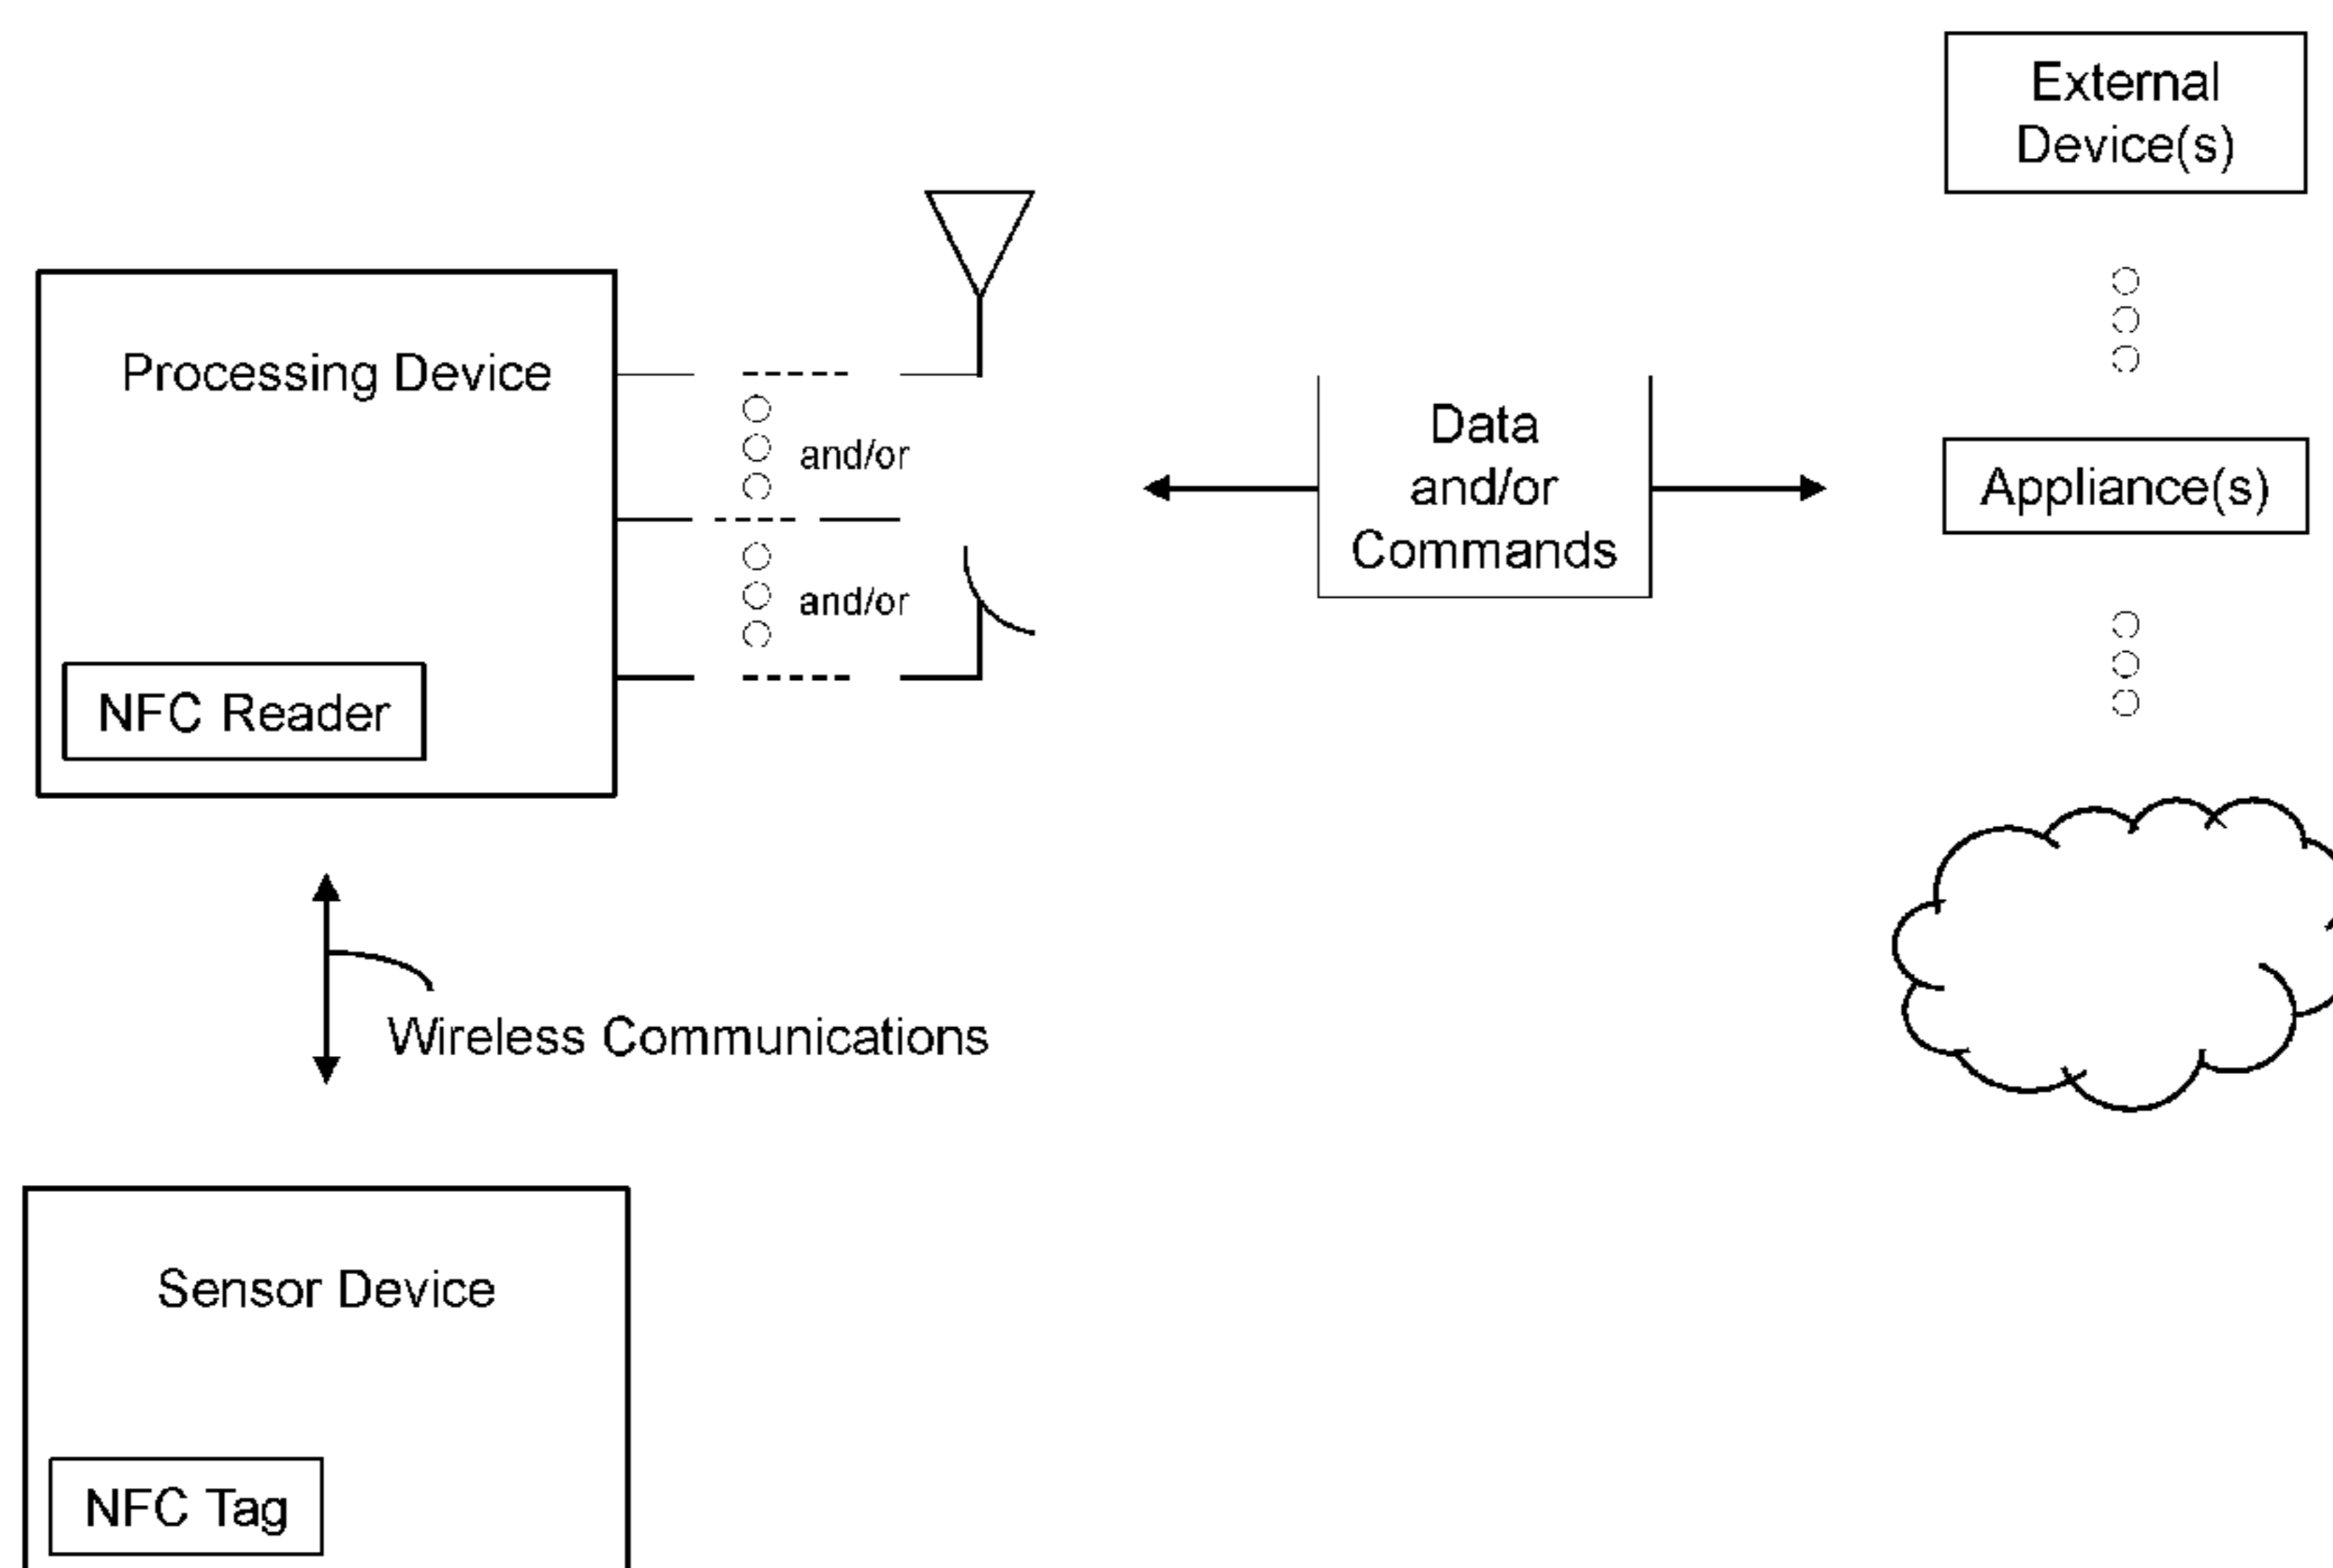 External
Device(s)
Processing Device
and/or
Data
and/or
Commands
Appliance(s)
and/or
NFC Reader
Wireless Communications
Sensor Device
NFC Tag